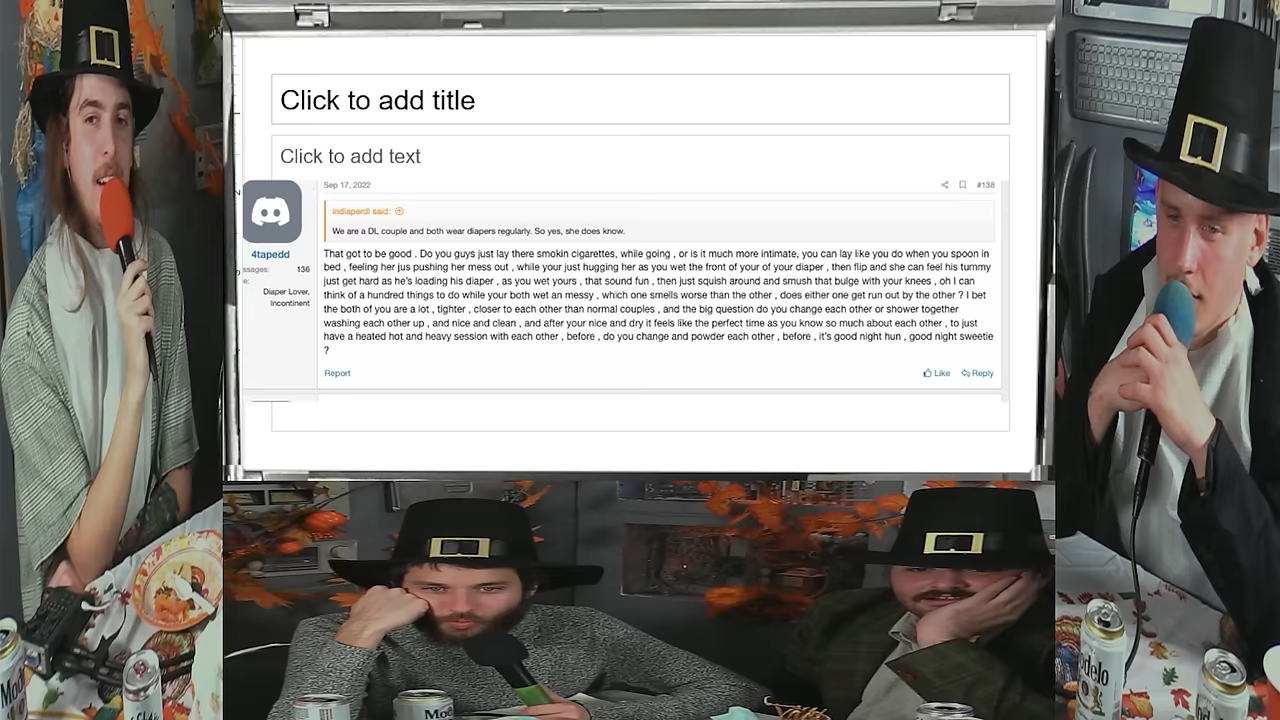 Click to add title
Click to add text
Sep 17, 2022
#138
indiaperdl said:
We are a DL couple and both wear diapers regularly. So yes, she does know.
4tapedd
ssages: 136
e:
Diaper Lover,
Incontinent
That got to be good . Do you guys just lay there smokin cigarettes, while going , or is it much more intimate, you can lay like you do when you spoon in
bed , feeling her jus pushing her mess out , while your just hugging her as you wet the front of your of your diaper , then flip and she can feel his tummy
just get hard as he's loading his diaper , as you wet yours , that sound fun , then just squish around and smush that bulge with your knees , oh I can
think of a hundred things to do while your both wet an messy , which one smells worse than the other , does either one get run out by the other ? I bet
the both of you are a lot , tighter , closer to each other than normal couples , and the big question do you change each other or shower together
washing each other up , and nice and clean , and after your nice and dry it feels like the perfect time as you know so much about each other , to just
have a heated hot and heavy session with each other , before , do you change and powder each other , before , it's good night hun , good night sweetie
?
Report
Like
Reply
Modelo